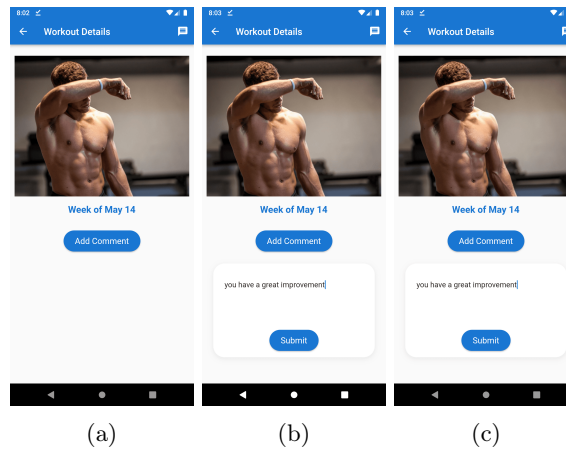 8:02
Workout Details
Week of May 14
Add Comment
(a)
8:03
Workout Details
Week of May 14
Add Comment
you have a great improvement
Submit
(b)
8:03
Workout Details
Week of May 14
Add Comment
you have a great improvement
Submit
(c)